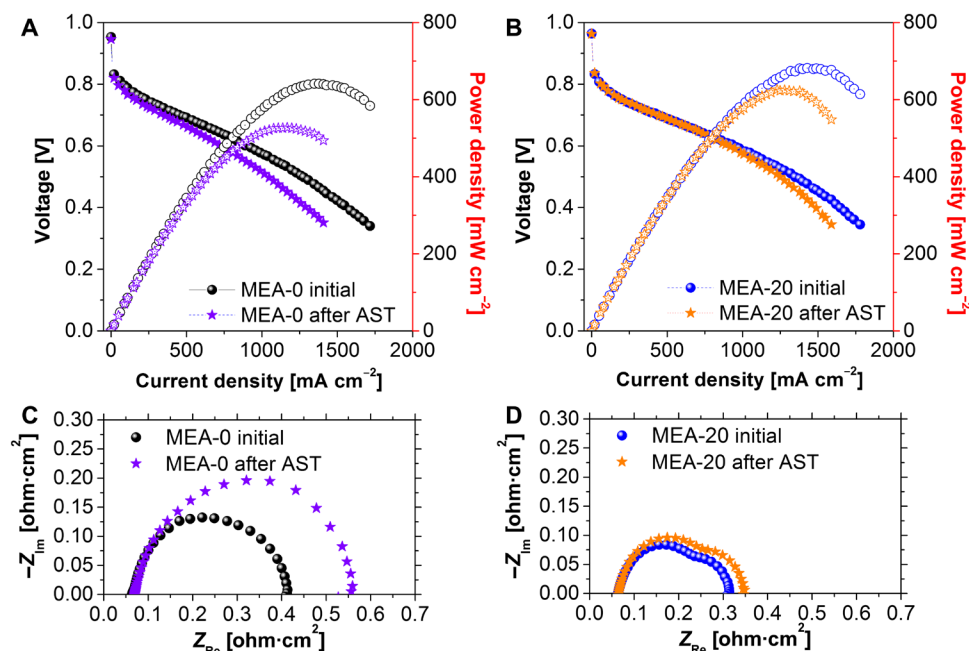 A
1.0
0.8
0.6
0.4
0.2
0.0
Voltage [V]
800
600
400
200
0
Power density [mW cm⁻²]
MEA-0 initial
MEA-0 after AST
0 500 1000 1500 2000
Current density [mA cm⁻²]
B
1.0
0.8
0.6
0.4
0.2
0.0
Voltage [V]
800
600
400
200
0
Power density [mW cm⁻²]
MEA-20 initial
MEA-20 after AST
0 500 1000 1500 2000
Current density [mA cm⁻²]
C
0.30
0.25
0.20
0.15
0.10
0.05
0.00
−Z_Im [ohm·cm²]
MEA-0 initial
MEA-0 after AST
0.0 0.1 0.2 0.3 0.4 0.5 0.6 0.7
Z_Re [ohm·cm²]
D
0.30
0.25
0.20
0.15
0.10
0.05
0.00
−Z_Im [ohm·cm²]
MEA-20 initial
MEA-20 after AST
0.0 0.1 0.2 0.3 0.4 0.5 0.6 0.7
Z_Re [ohm·cm²]